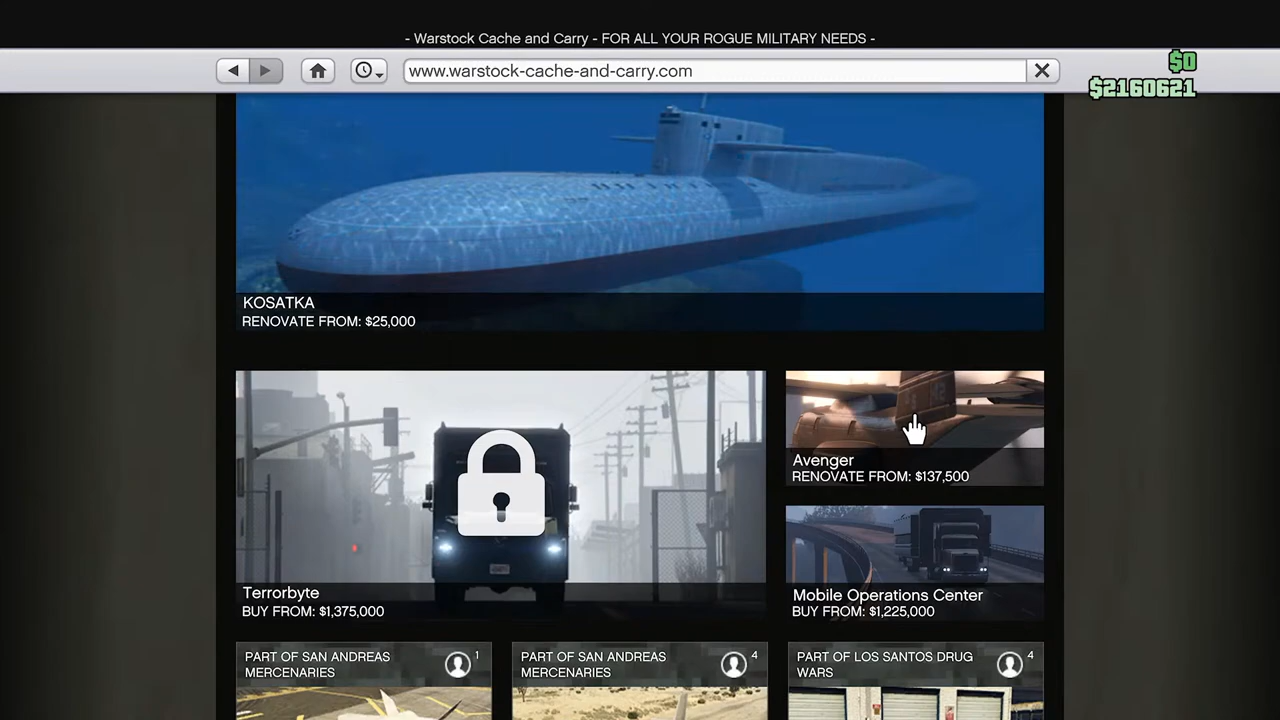 - Warstock Cache and Carry - FOR ALL YOUR ROGUE MILITARY NEEDS -
www.warstock-cache-and-carry.com
$0
$2160621
KOSATKA
RENOVATE FROM: $25,000
Avenger
RENOVATE FROM: $137,500
Terrorbyte
BUY FROM: $1,375,000
Mobile Operations Center
BUY FROM: $1,225,000
PART OF SAN ANDREAS
MERCENARIES
1
PART OF SAN ANDREAS
MERCENARIES
4
PART OF LOS SANTOS DRUG
WARS
4